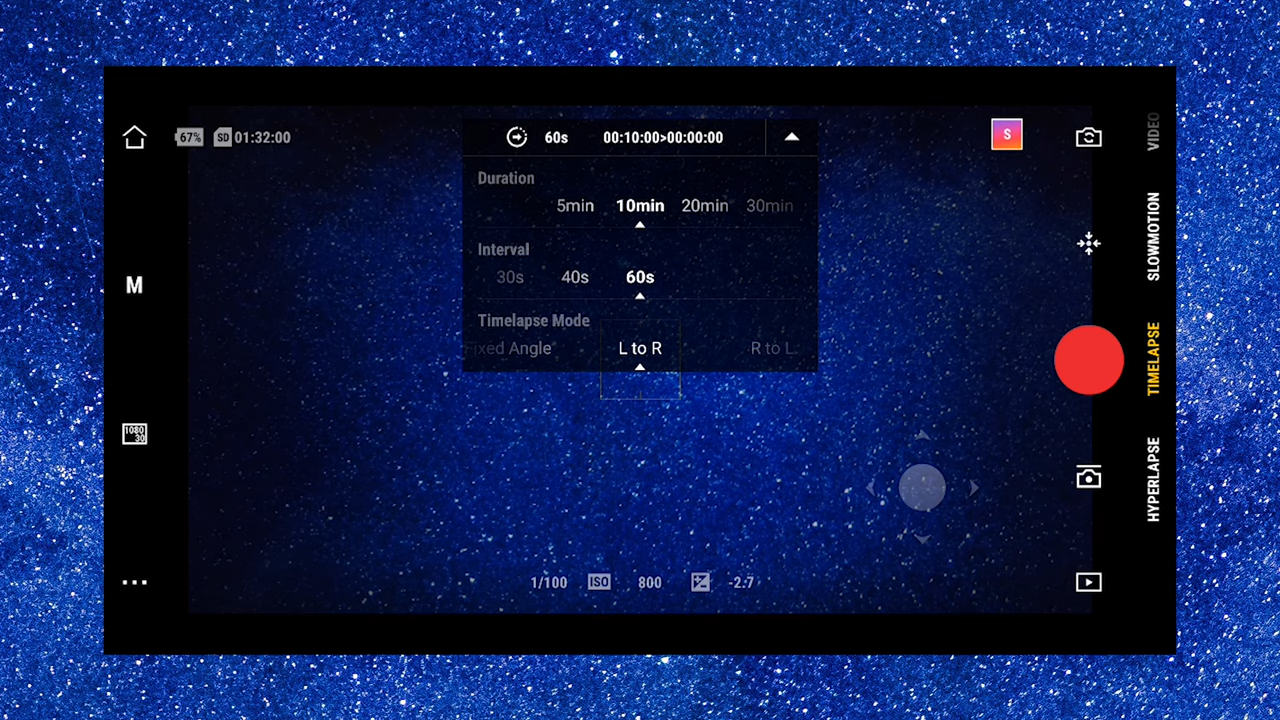 67% SD 01:32:00
60s 00:10:00>00:00:00
S
Duration
5min 10min 20min 30min
Interval
30s 40s 60s
Timelapse Mode
Fixed Angle L to R R to L
M
1080
30
1/100 ISO 800 -2.7
VIDEO
SLOWMOTION
TIMELAPSE
HYPERLAPSE